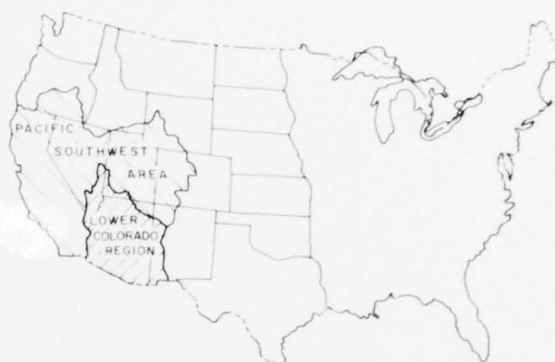 PACIFIC
SOUTHWEST
AREA
LOWER
COLORADO
REGION